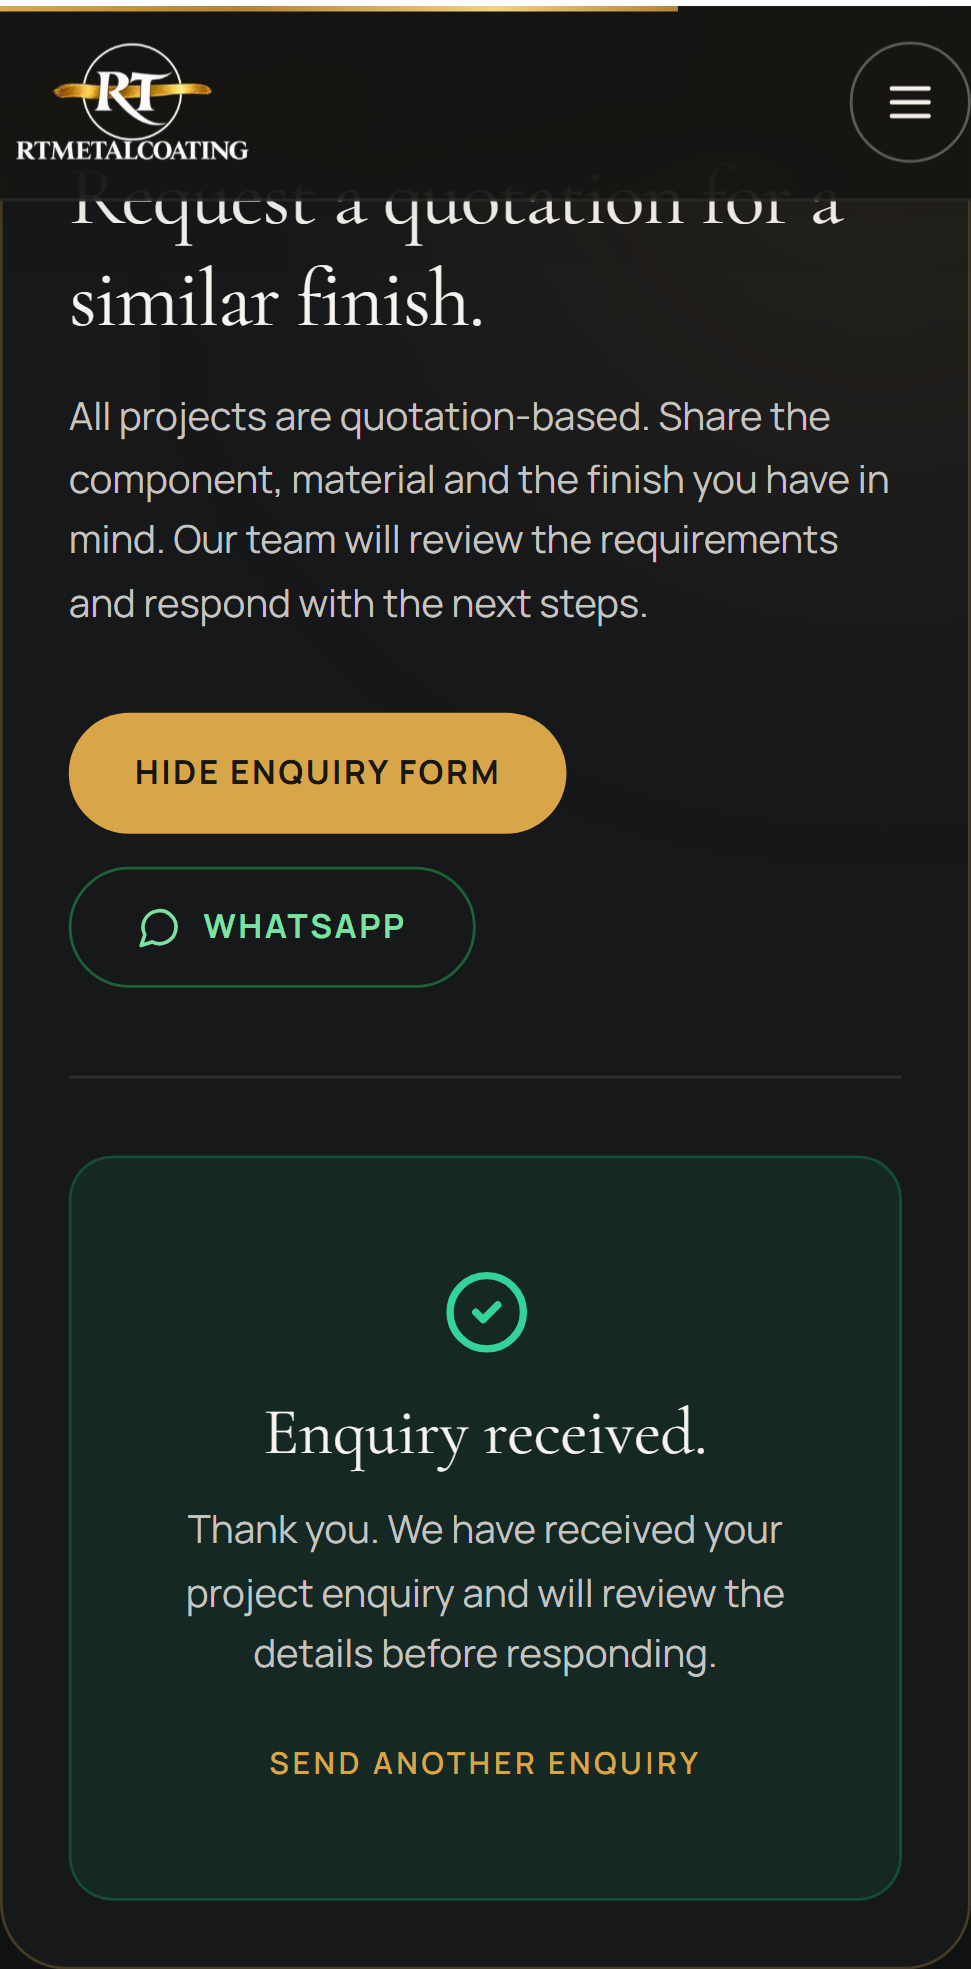 RT
RTMETALCOATING
Request a quotation for a
similar finish.
All projects are quotation-based. Share the
component, material and the finish you have in
mind. Our team will review the requirements
and respond with the next steps.
HIDE ENQUIRY FORM
WHATSAPP
Enquiry received.
Thank you. We have received your
project enquiry and will review the
details before responding.
SEND ANOTHER ENQUIRY